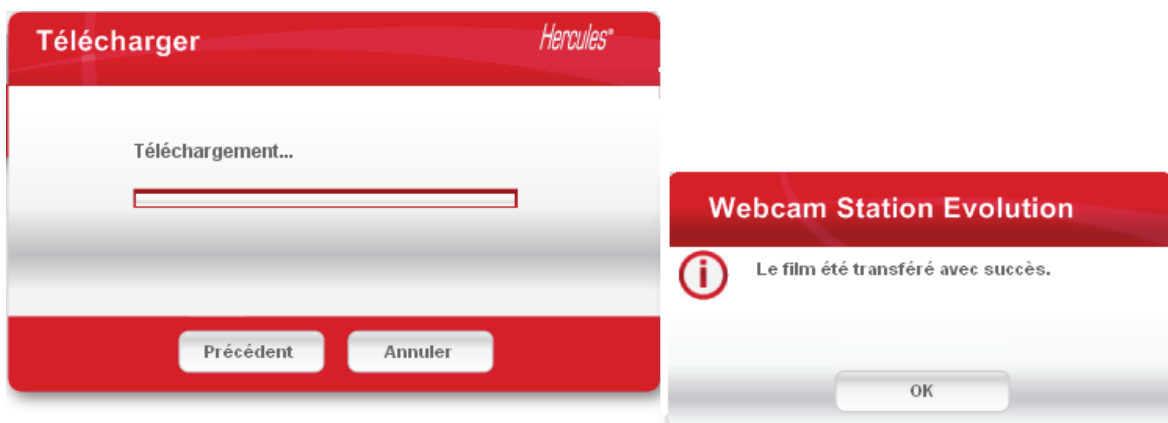 Télécharger
Hercules®
Téléchargement...
Précédent
Annuler
Webcam Station Evolution
Le film été transféré avec succès.
OK